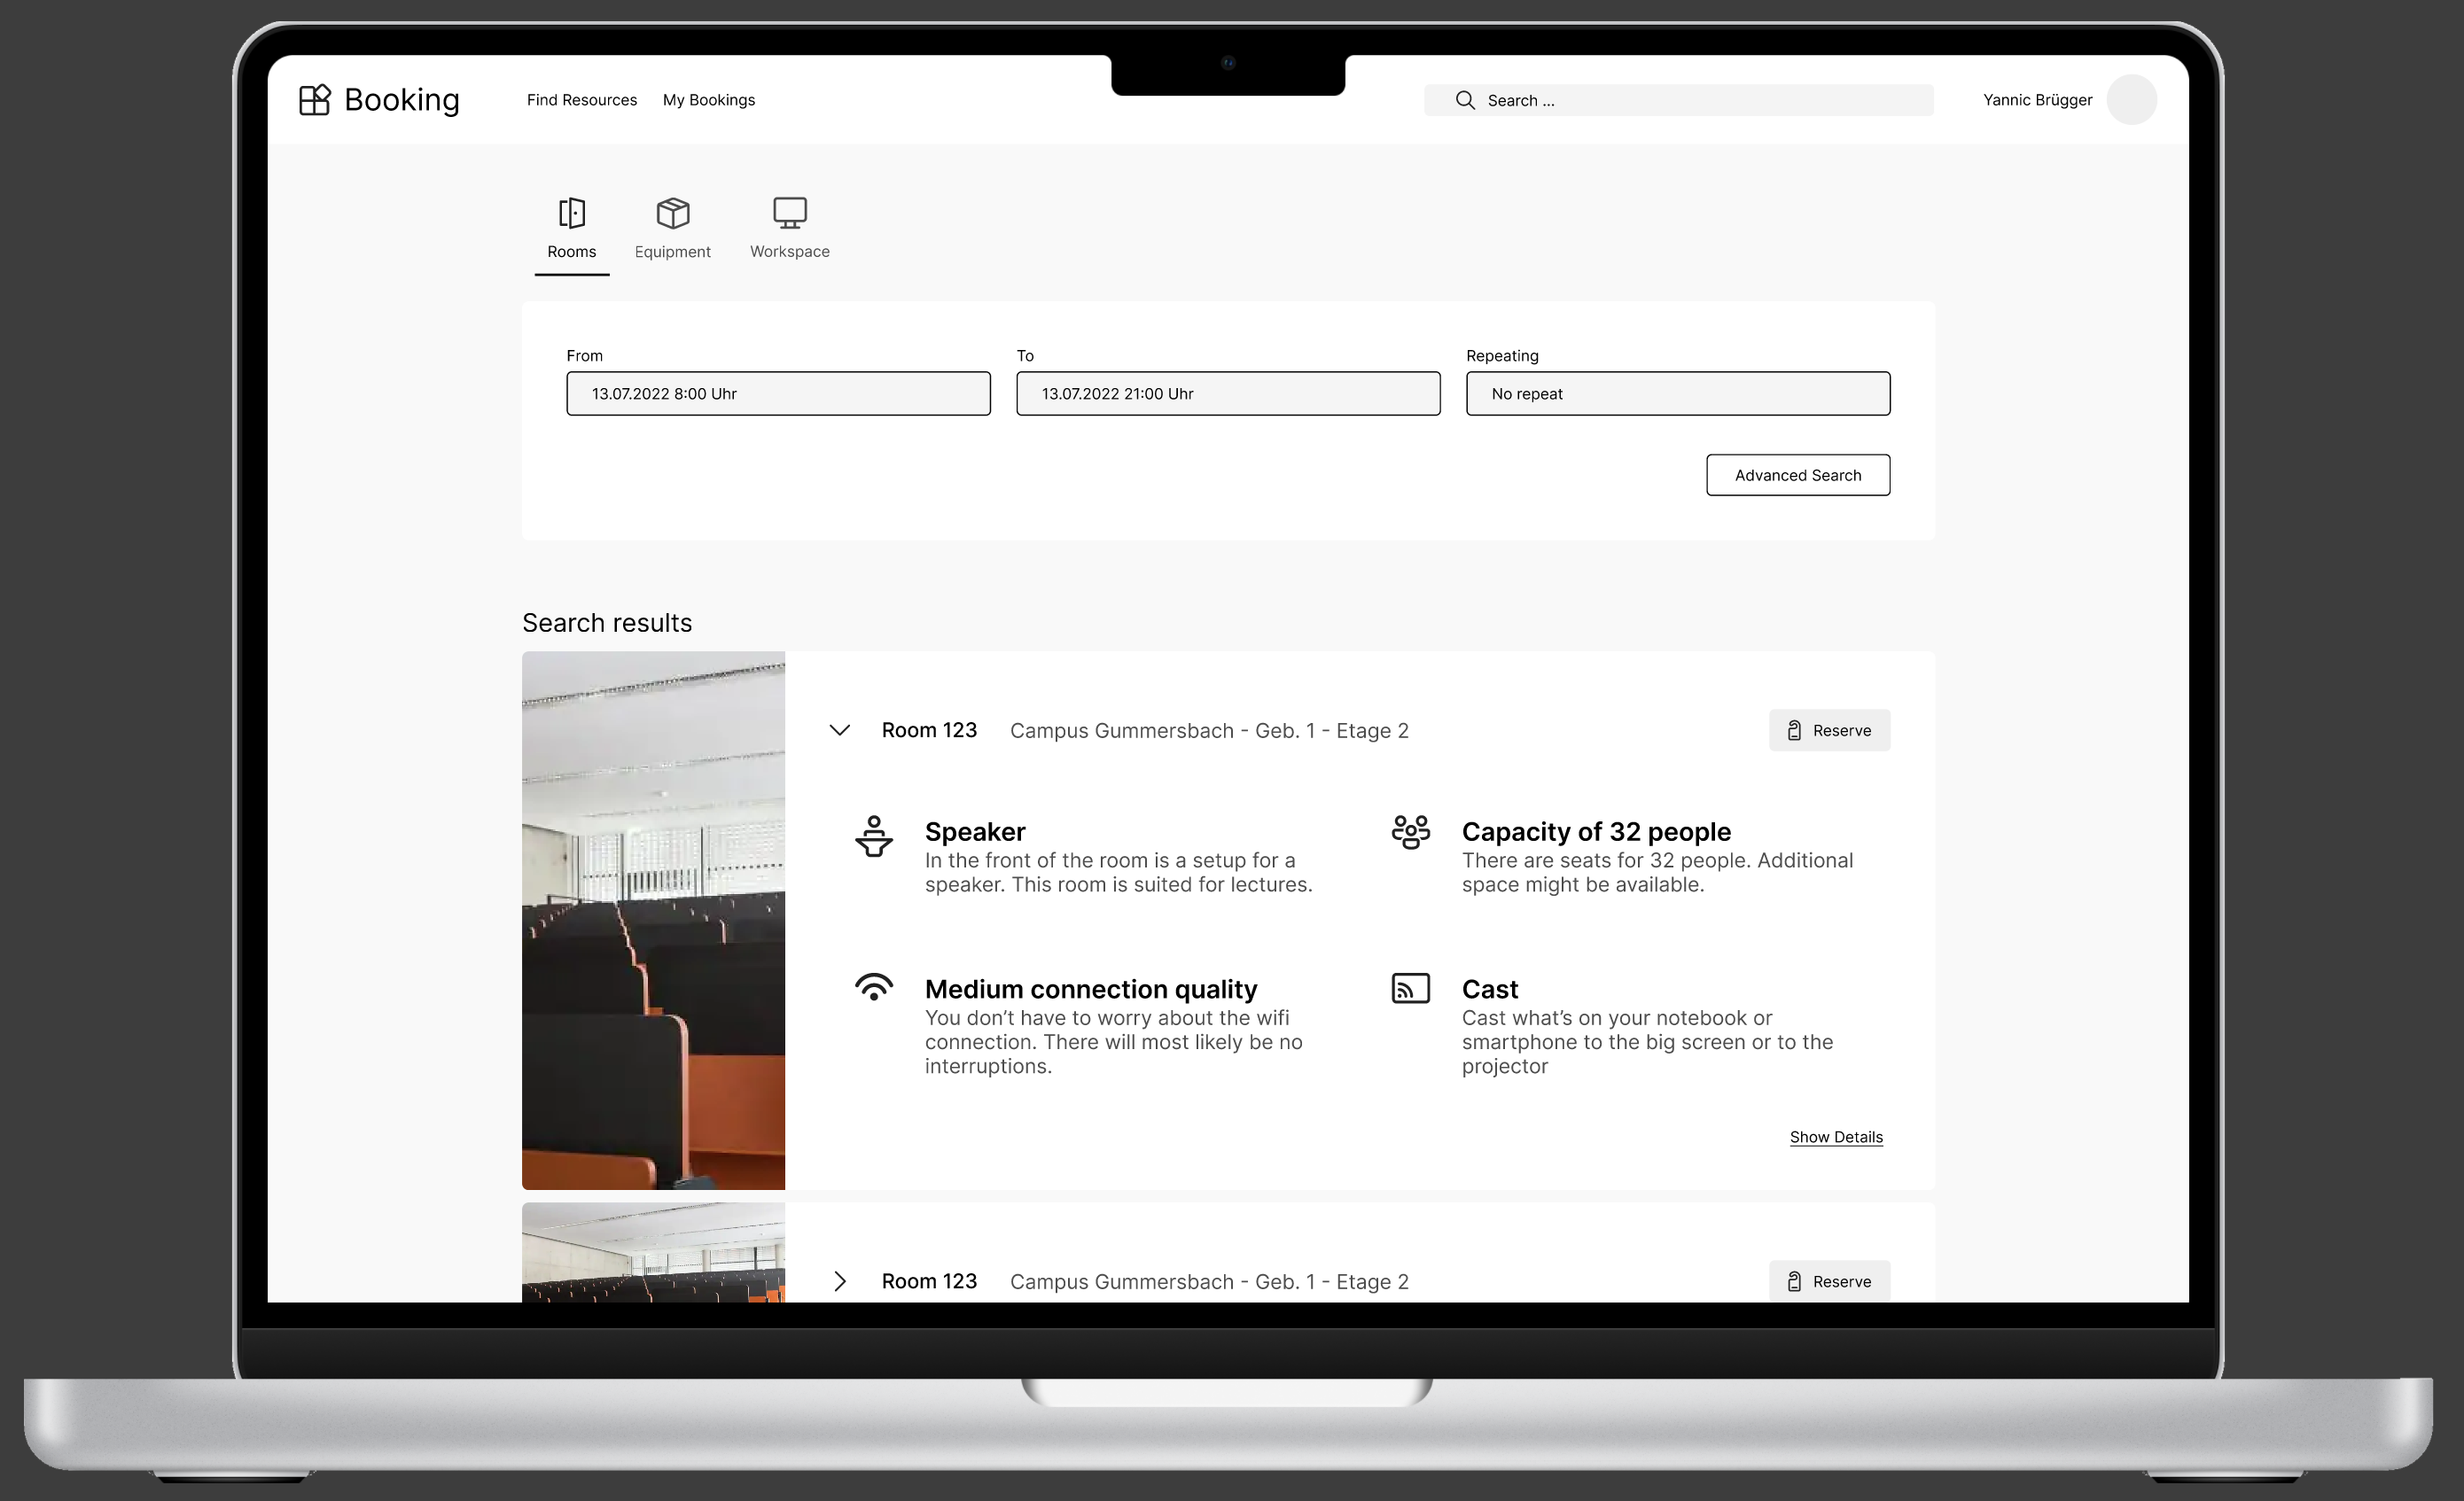 Booking
Find Resources
My Bookings
Search ...
Yannic Brügger
Rooms
Equipment
Workspace
From
To
Repeating
13.07.2022 8:00 Uhr
13.07.2022 21:00 Uhr
No repeat
Advanced Search
Search results
Room 123
Campus Gummersbach - Geb. 1 - Etage 2
Reserve
Speaker
In the front of the room is a setup for a
speaker. This room is suited for lectures.
Capacity of 32 people
There are seats for 32 people. Additional
space might be available.
Medium connection quality
You don’t have to worry about the wifi
connection. There will most likely be no
interruptions.
Cast
Cast what’s on your notebook or
smartphone to the big screen or to the
projector
Show Details
Room 123
Campus Gummersbach - Geb. 1 - Etage 2
Reserve